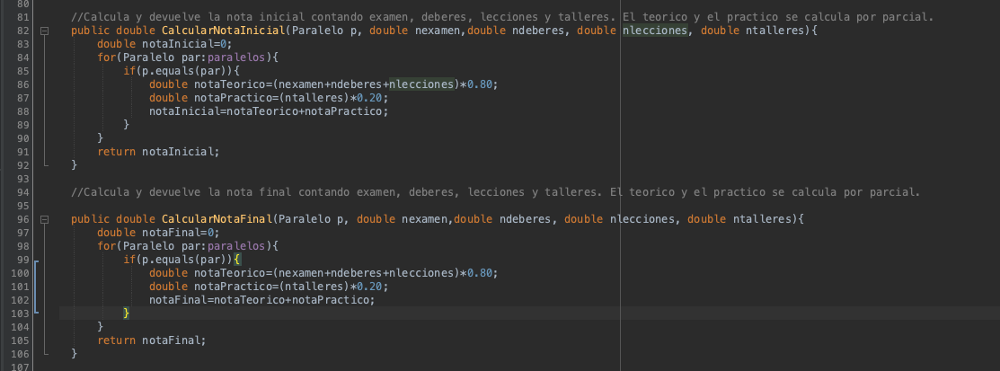 80
81 //Calcula y devuelve la nota inicial contando examen, deberes, lecciones y talleres. El teorico y el practico se calcula por parcial.
82 public double CalcularNotaInicial(Paralelo p, double nexamen,double ndeberes, double nlecciones, double ntalleres){
83 double notaInicial=0;
84 for(Paralelo par:paralelos){
85 if(p.equals(par)){
86 double notaTeorico=(nexamen+ndeberes+nlecciones)*0.80;
87 double notaPractico=(ntalleres)*0.20;
88 notaInicial=notaTeorico+notaPractico;
89 }
90 }
91 return notaInicial;
92 }
93
94 //Calcula y devuelve la nota final contando examen, deberes, lecciones y talleres. El teorico y el practico se calcula por parcial.
95
96 public double CalcularNotaFinal(Paralelo p, double nexamen,double ndeberes, double nlecciones, double ntalleres){
97 double notaFinal=0;
98 for(Paralelo par:paralelos){
99 if(p.equals(par)){
100 double notaTeorico=(nexamen+ndeberes+nlecciones)*0.80;
101 double notaPractico=(ntalleres)*0.20;
102 notaFinal=notaTeorico+notaPractico;
103 }
104 }
105 return notaFinal;
106 }
107